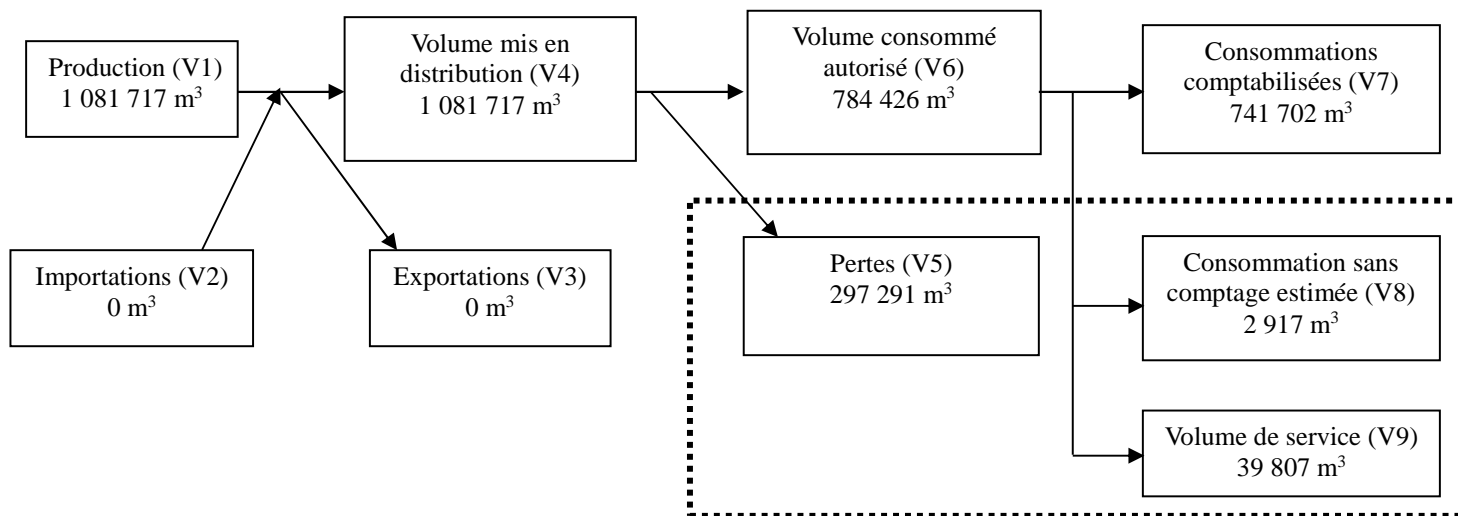 Production (V1)
1 081 717 m³
Volume mis en
distribution (V4)
1 081 717 m³
Volume consommé
autorisé (V6)
784 426 m³
Consommations
comptabilisées (V7)
741 702 m³
Importations (V2)
0 m³
Exportations (V3)
0 m³
Pertes (V5)
297 291 m³
Consommation sans
comptage estimée (V8)
2 917 m³
Volume de service (V9)
39 807 m³